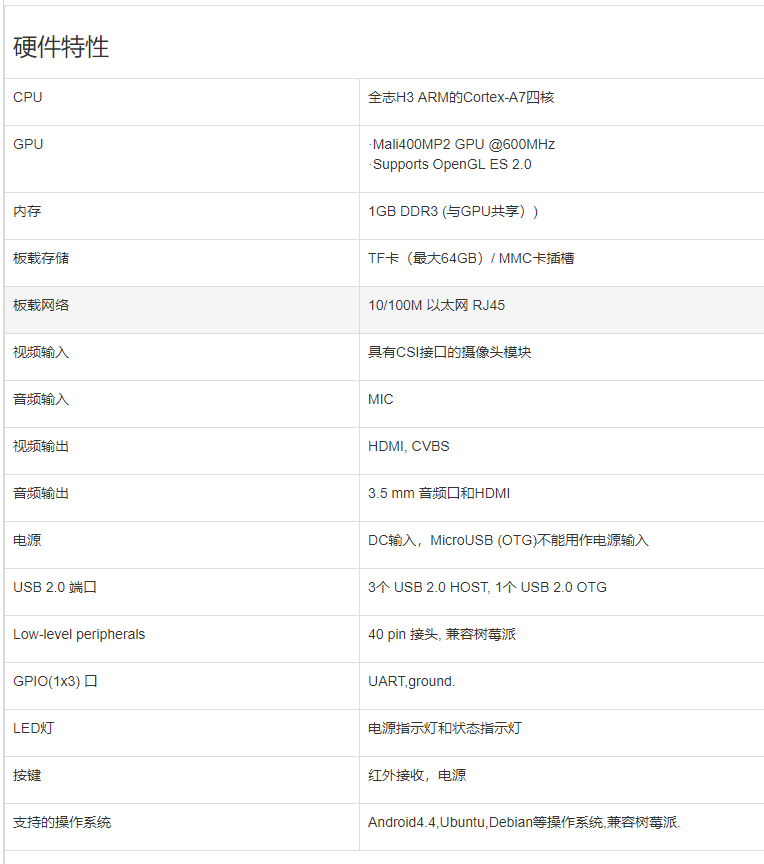 硬件特性
CPU 全志H3 ARM的Cortex-A7四核
GPU ·Mali400MP2 GPU @600MHz
·Supports OpenGL ES 2.0
内存 1GB DDR3 (与GPU共享））
板载存储 TF卡（最大64GB）/ MMC卡插槽
板载网络 10/100M 以太网 RJ45
视频输入 具有CSI接口的摄像头模块
音频输入 MIC
视频输出 HDMI, CVBS
音频输出 3.5 mm 音频口和HDMI
电源 DC输入，MicroUSB (OTG)不能用作电源输入
USB 2.0 端口 3个 USB 2.0 HOST, 1个 USB 2.0 OTG
Low-level peripherals 40 pin 接头, 兼容树莓派
GPIO(1x3) 口 UART,ground.
LED灯 电源指示灯和状态指示灯
按键 红外接收，电源
支持的操作系统 Android4.4,Ubuntu,Debian等操作系统,兼容树莓派.